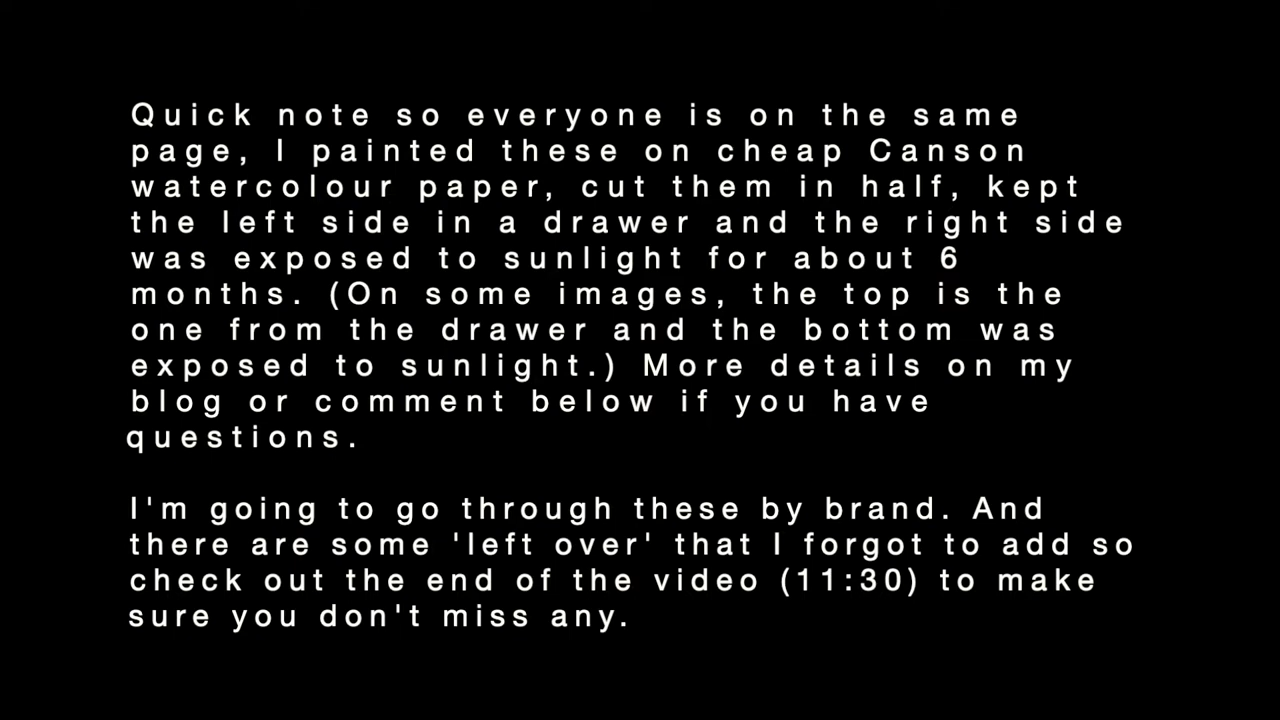 Quick note so everyone is on the same
page, I painted these on cheap Canson
watercolour paper, cut them in half, kept
the left side in a drawer and the right side
was exposed to sunlight for about 6
months. (On some images, the top is the
one from the drawer and the bottom was
exposed to sunlight.) More details on my
blog or comment below if you have
questions.

I'm going to go through these by brand. And
there are some 'left over' that I forgot to add so
check out the end of the video (11:30) to make
sure you don't miss any.